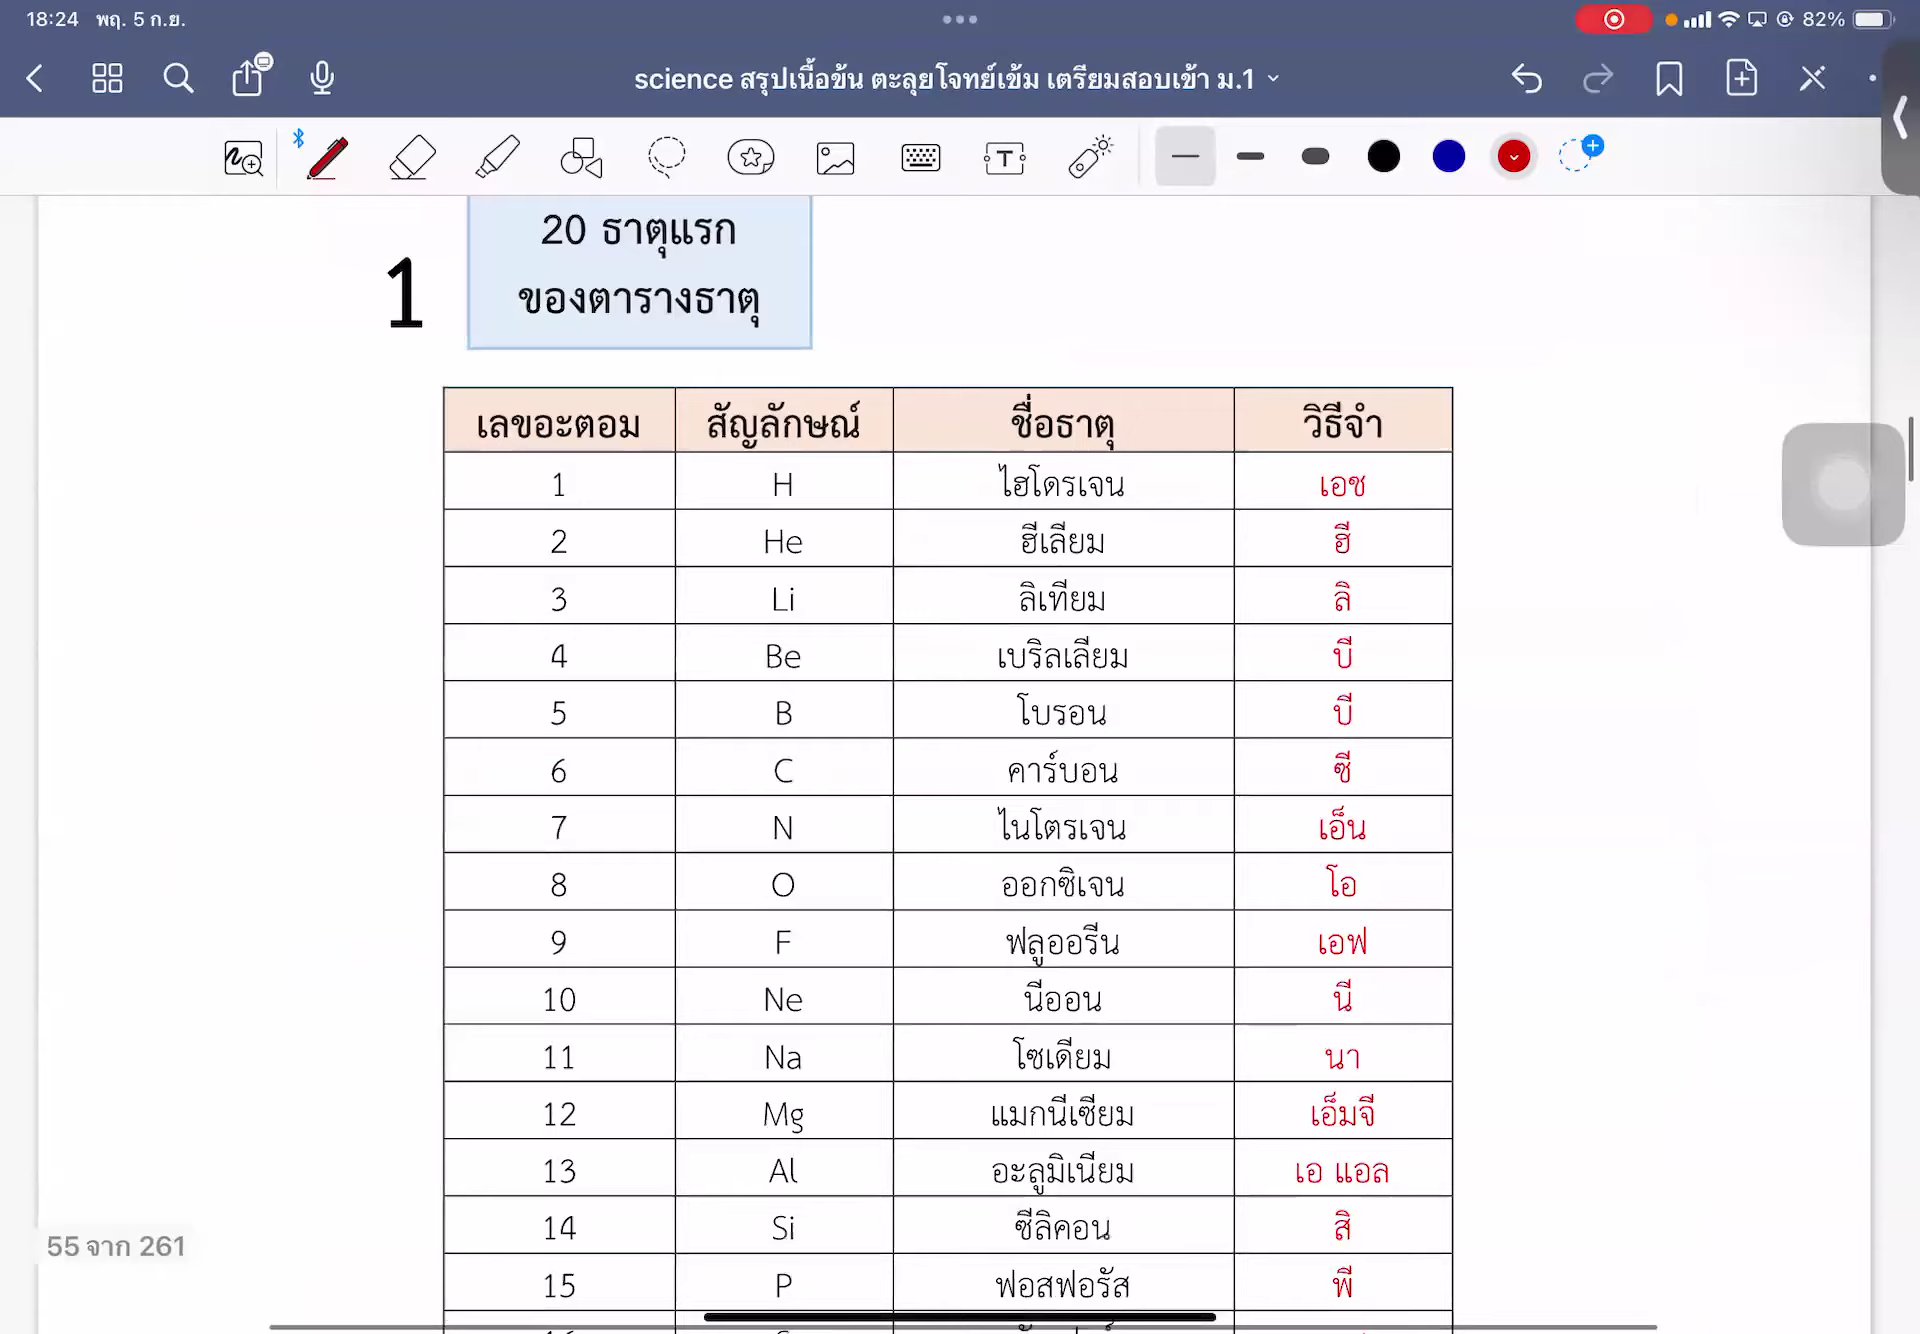 18:24 พฤ. 5 ก.ย.
82%
science สรุปเนื้อข้น ตะลุยโจทย์เข้ม เตรียมสอบเข้า ม.1
20 ธาตุแรก
ของตารางธาตุ
1
เลขอะตอม สัญลักษณ์ ชื่อธาตุ วิธีจำ
1 H ไฮโดรเจน เอช
2 He ฮีเลียม ฮี
3 Li ลิเทียม ลิ
4 Be เบริลเลียม บี
5 B โบรอน บี
6 C คาร์บอน ซี
7 N ไนโตรเจน เอ็น
8 O ออกซิเจน โอ
9 F ฟลูออรีน เอฟ
10 Ne นีออน นี
11 Na โซเดียม นา
12 Mg แมกนีเซียม เอ็มจี
13 Al อะลูมิเนียม เอ แอล
14 Si ซีลิคอน สิ
15 P ฟอสฟอรัส พี
55 จาก 261